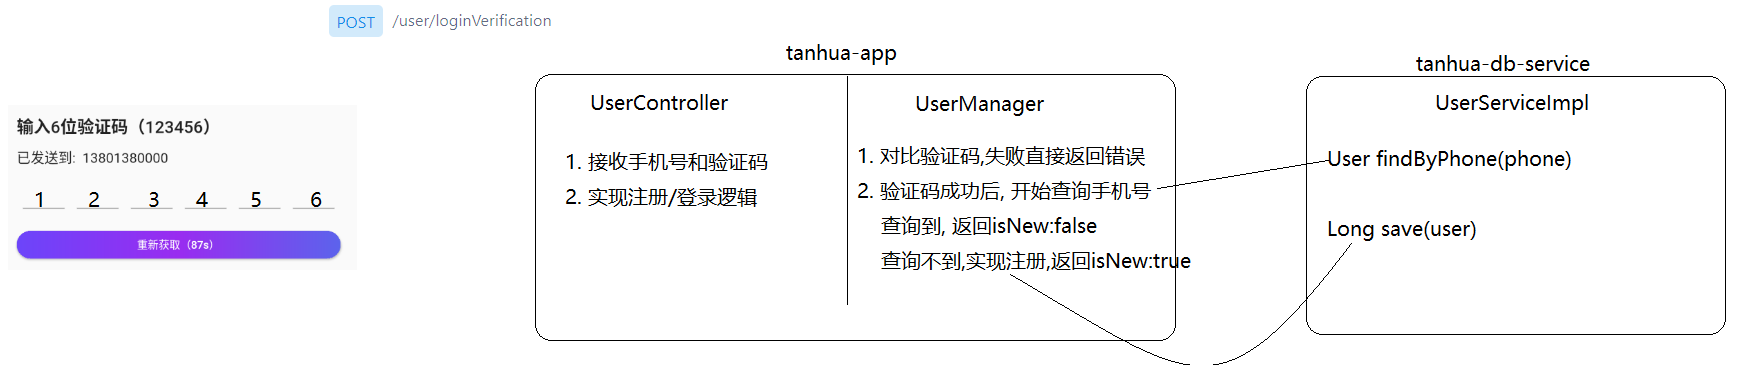 POST /user/loginVerification
输入6位验证码（123456）
已发送到: 13801380000
1 2 3 4 5 6
重新获取（87s）
tanhua-app
UserController
1. 接收手机号和验证码
2. 实现注册/登录逻辑
UserManager
1. 对比验证码,失败直接返回错误
2. 验证码成功后, 开始查询手机号
查询到, 返回isNew:false
查询不到,实现注册,返回isNew:true
tanhua-db-service
UserServiceImpl
User findByPhone(phone)
Long save(user)